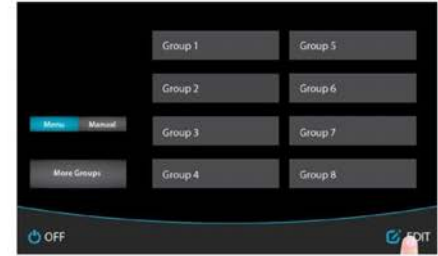 Group 1
Group 5
Group 2
Group 6
Menu
Manual
Group 3
Group 7
More Groups
Group 4
Group 8
OFF
EDIT